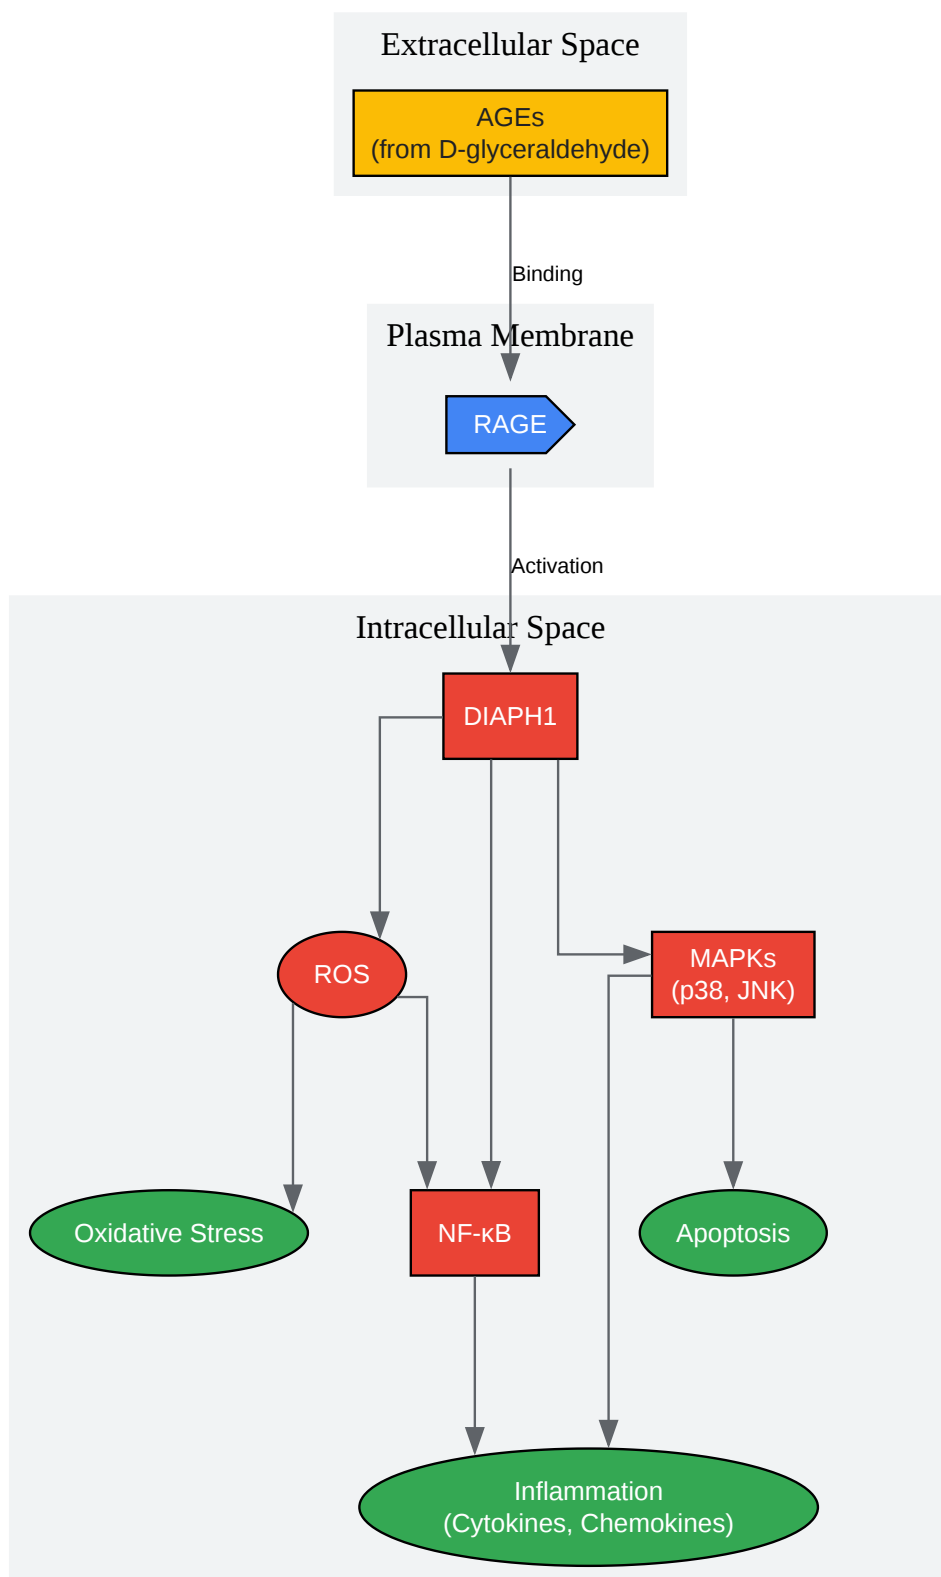 Extracellular Space
AGEs
(from D-glyceraldehyde)
Binding
Plasma Membrane
RAGE
Activation
Intracellular Space
DIAPH1
ROS
MAPKs
(p38, JNK)
Oxidative Stress
NF-κB
Apoptosis
Inflammation
(Cytokines, Chemokines)